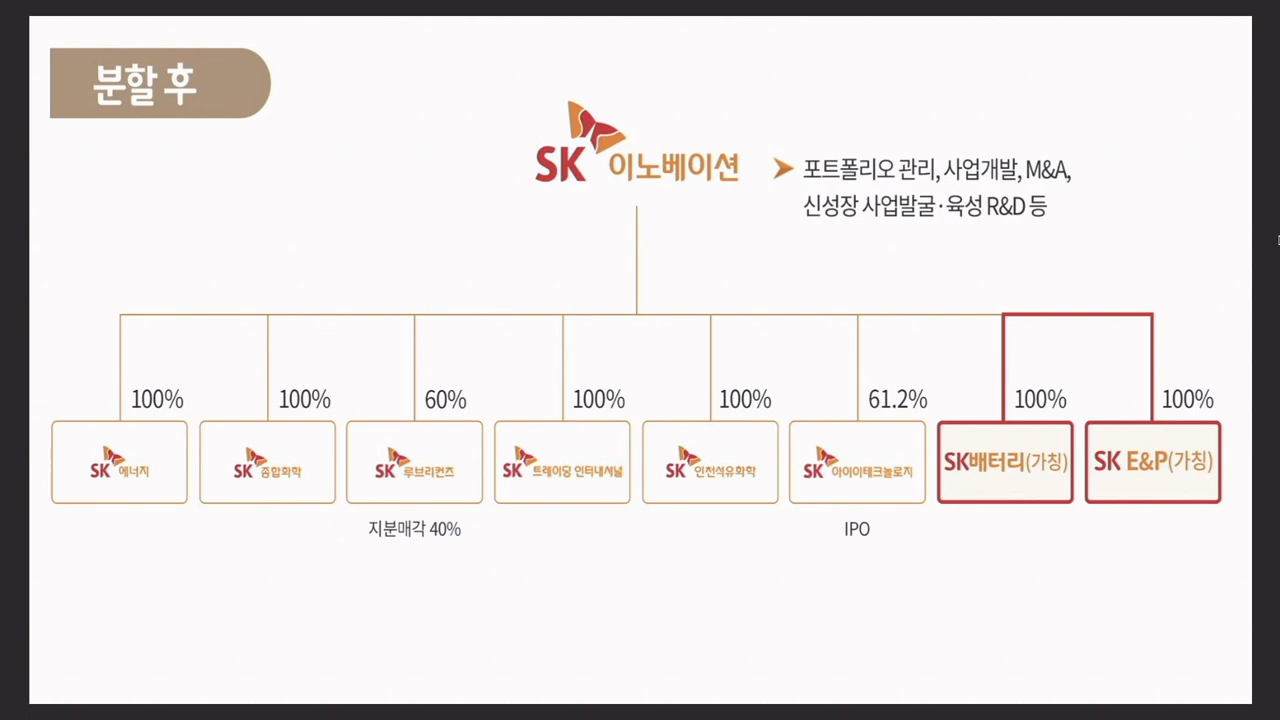 분할 후
SK 이노베이션
포트폴리오 관리, 사업개발, M&A,
신성장 사업발굴·육성 R&D 등
100%
100%
60%
100%
100%
61.2%
100%
100%
SK 에너지
SK 종합화학
SK 루브리컨츠
SK 트레이딩 인터내셔널
SK 인천석유화학
SK 아이이테크놀로지
SK배터리(가칭)
SK E&P(가칭)
지분매각 40%
IPO